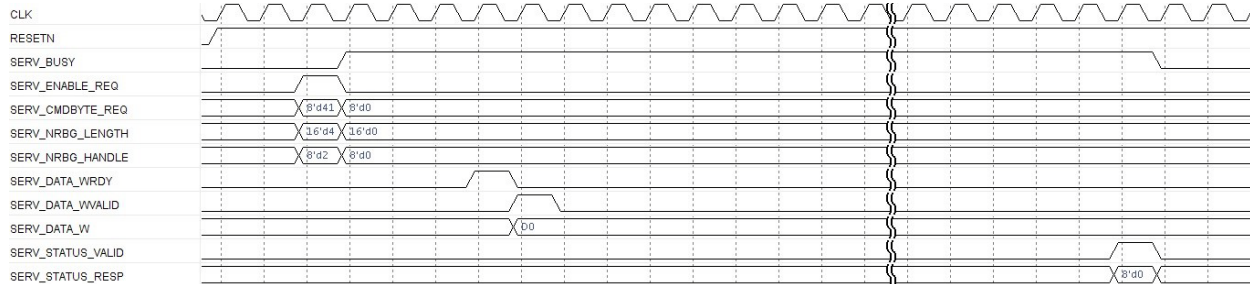 CLK
RESETN
SERV_BUSY
SERV_ENABLE_REQ
SERV_CMDBYTE_REQ 8'd41 8'd0
SERV_NRBG_LENGTH 16'd4 16'd0
SERV_NRBG_HANDLE 8'd2 8'd0
SERV_DATA_WRDY
SERV_DATA_WVALID
SERV_DATA_W D0
SERV_STATUS_VALID
SERV_STATUS_RESP 8'd0